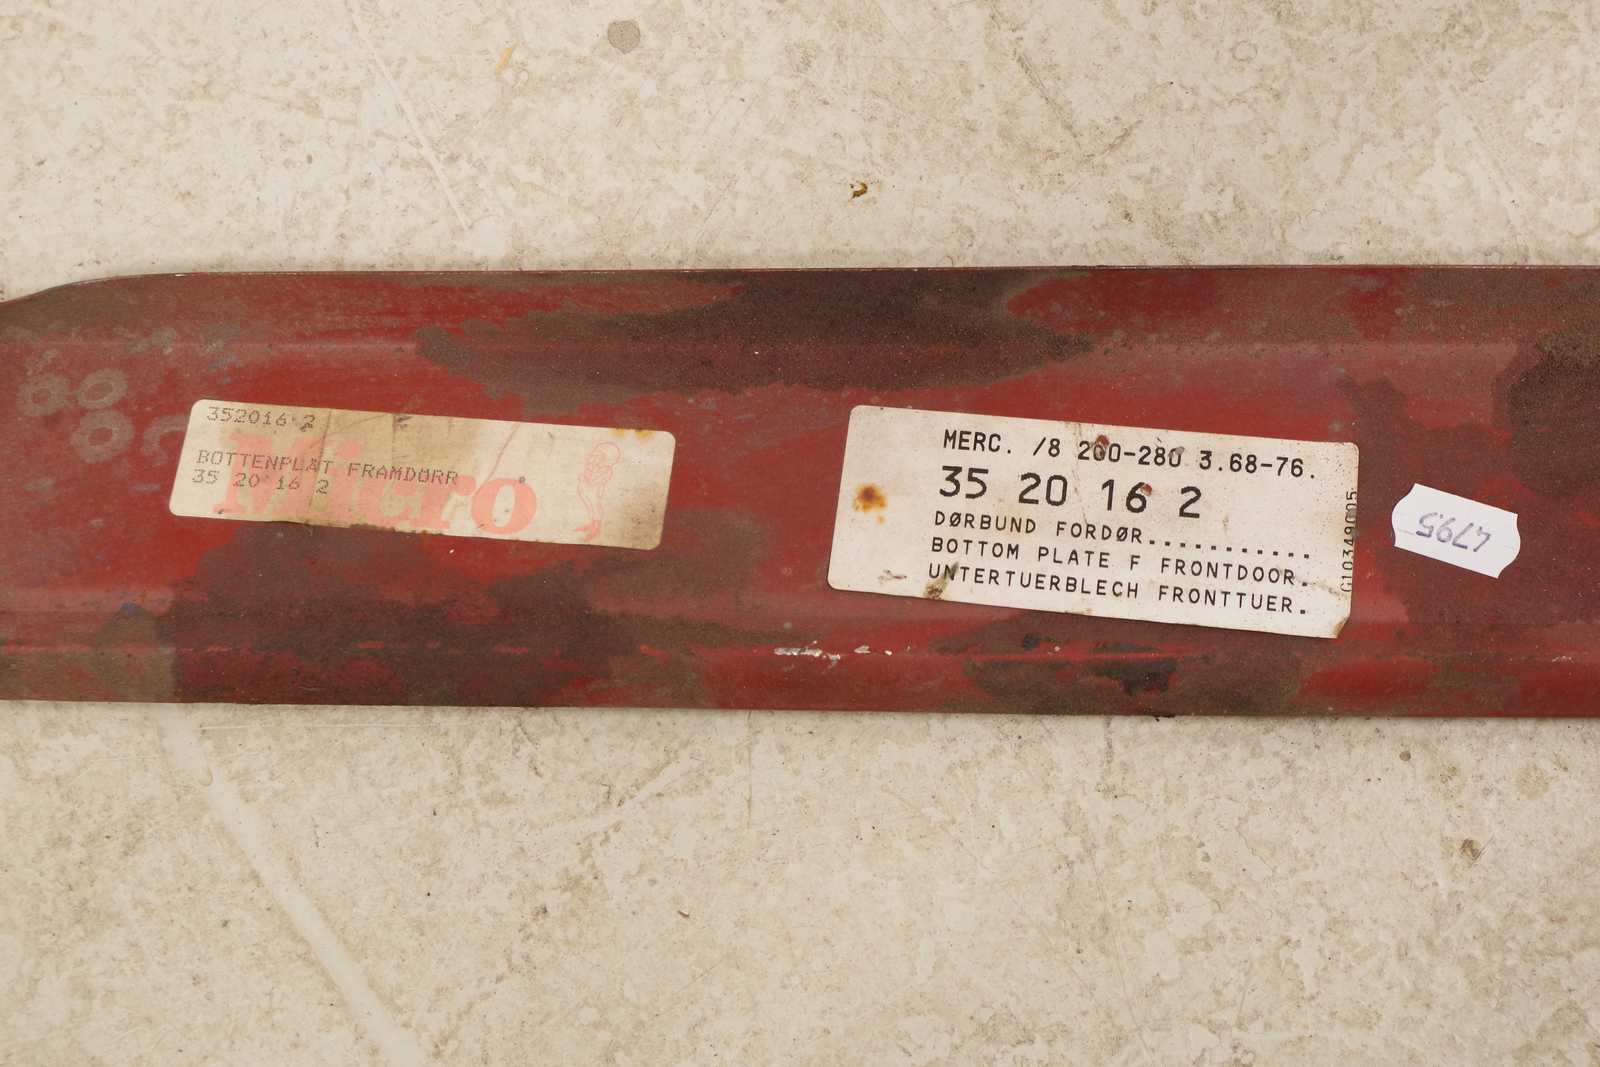 352016 2
Micro
BOTTENPLÅT FRAMDÖRR
35 20 16 2
MERC. /8 200-280 3.68-76.
35 20 16 2
DØRBUND FORDØR...........
BOTTOM PLATE F FRONTDOOR.
UNTERTUERBLECH FRONTTUER.
G10349005
4795